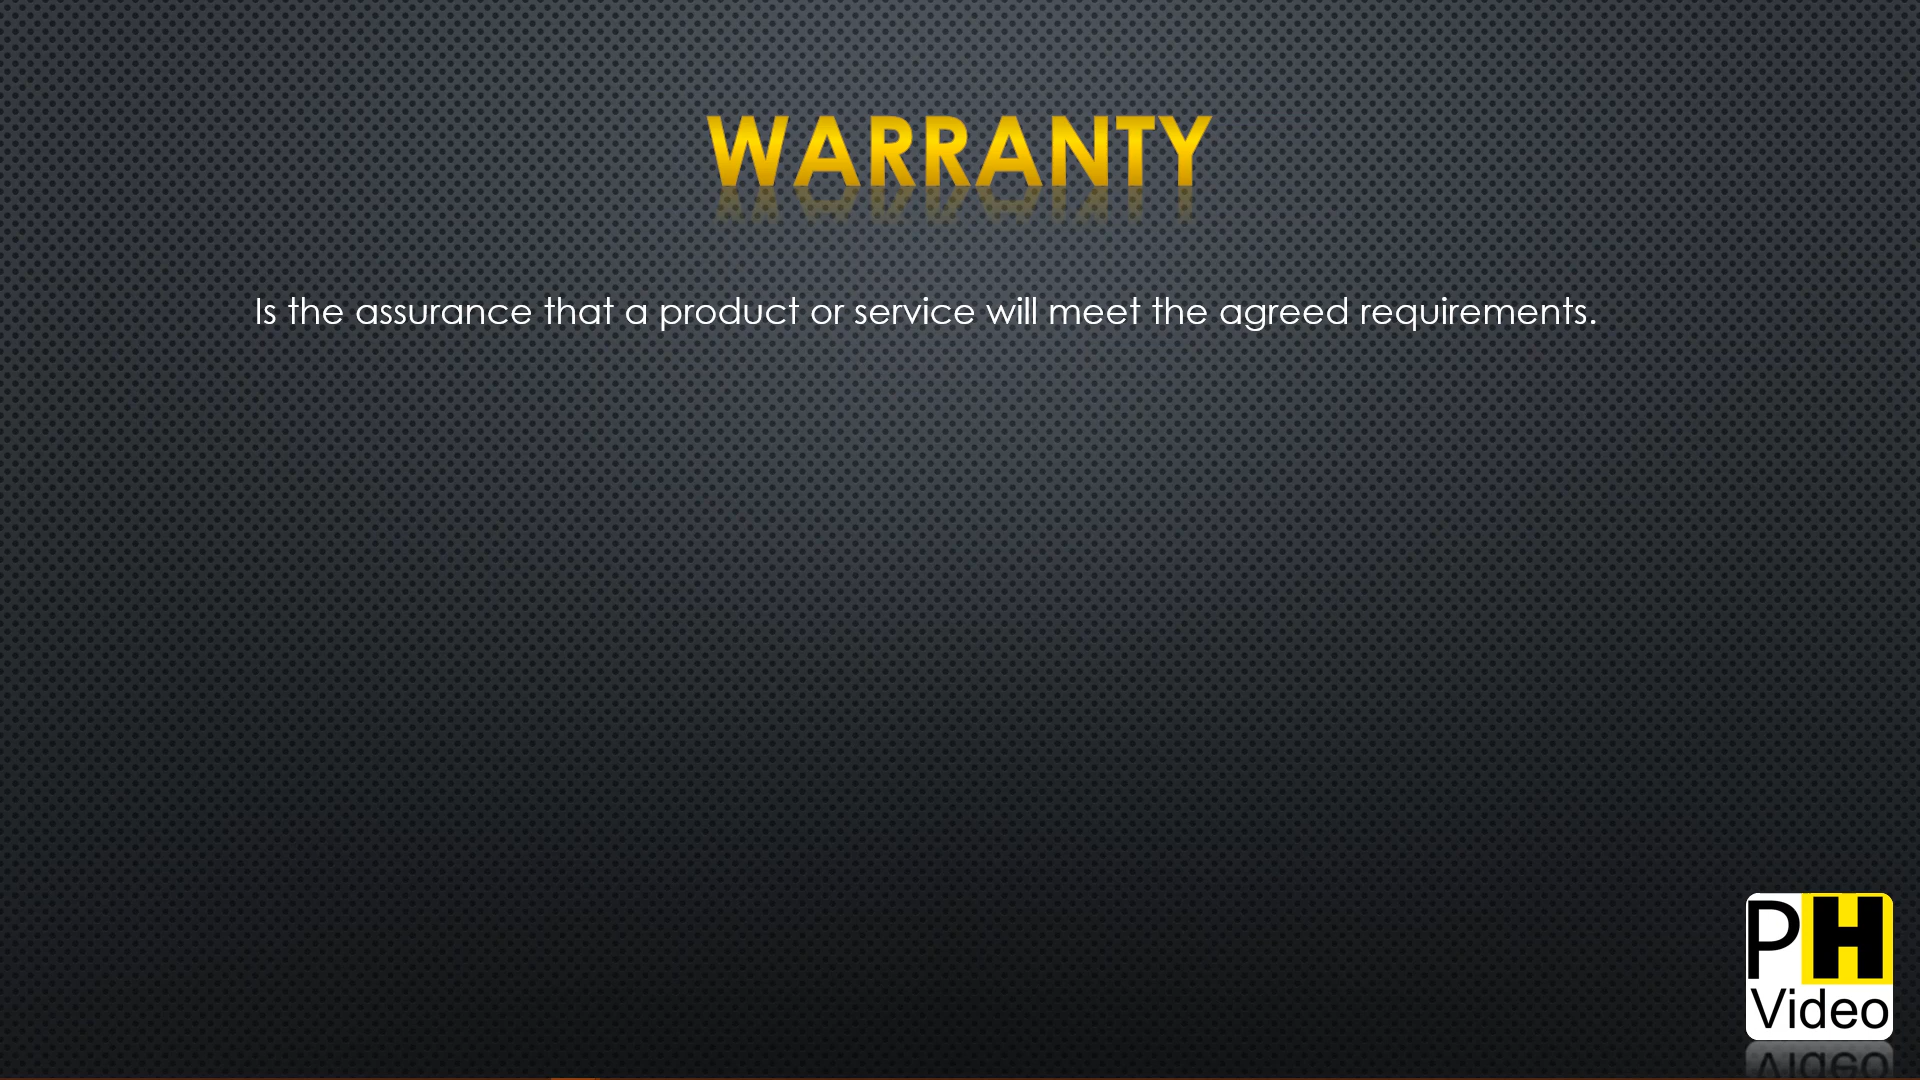 WARRANTY
Is the assurance that a product or service will meet the agreed requirements.
PH
Video